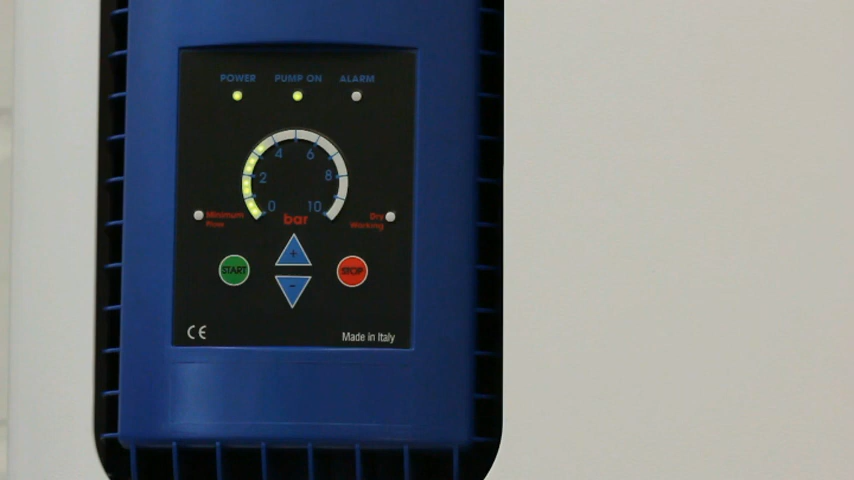 POWER PUMP ON ALARM
4 6
2 8
0 10
Minimum Flow bar Dry Working
+
START STOP
-
CE Made in Italy